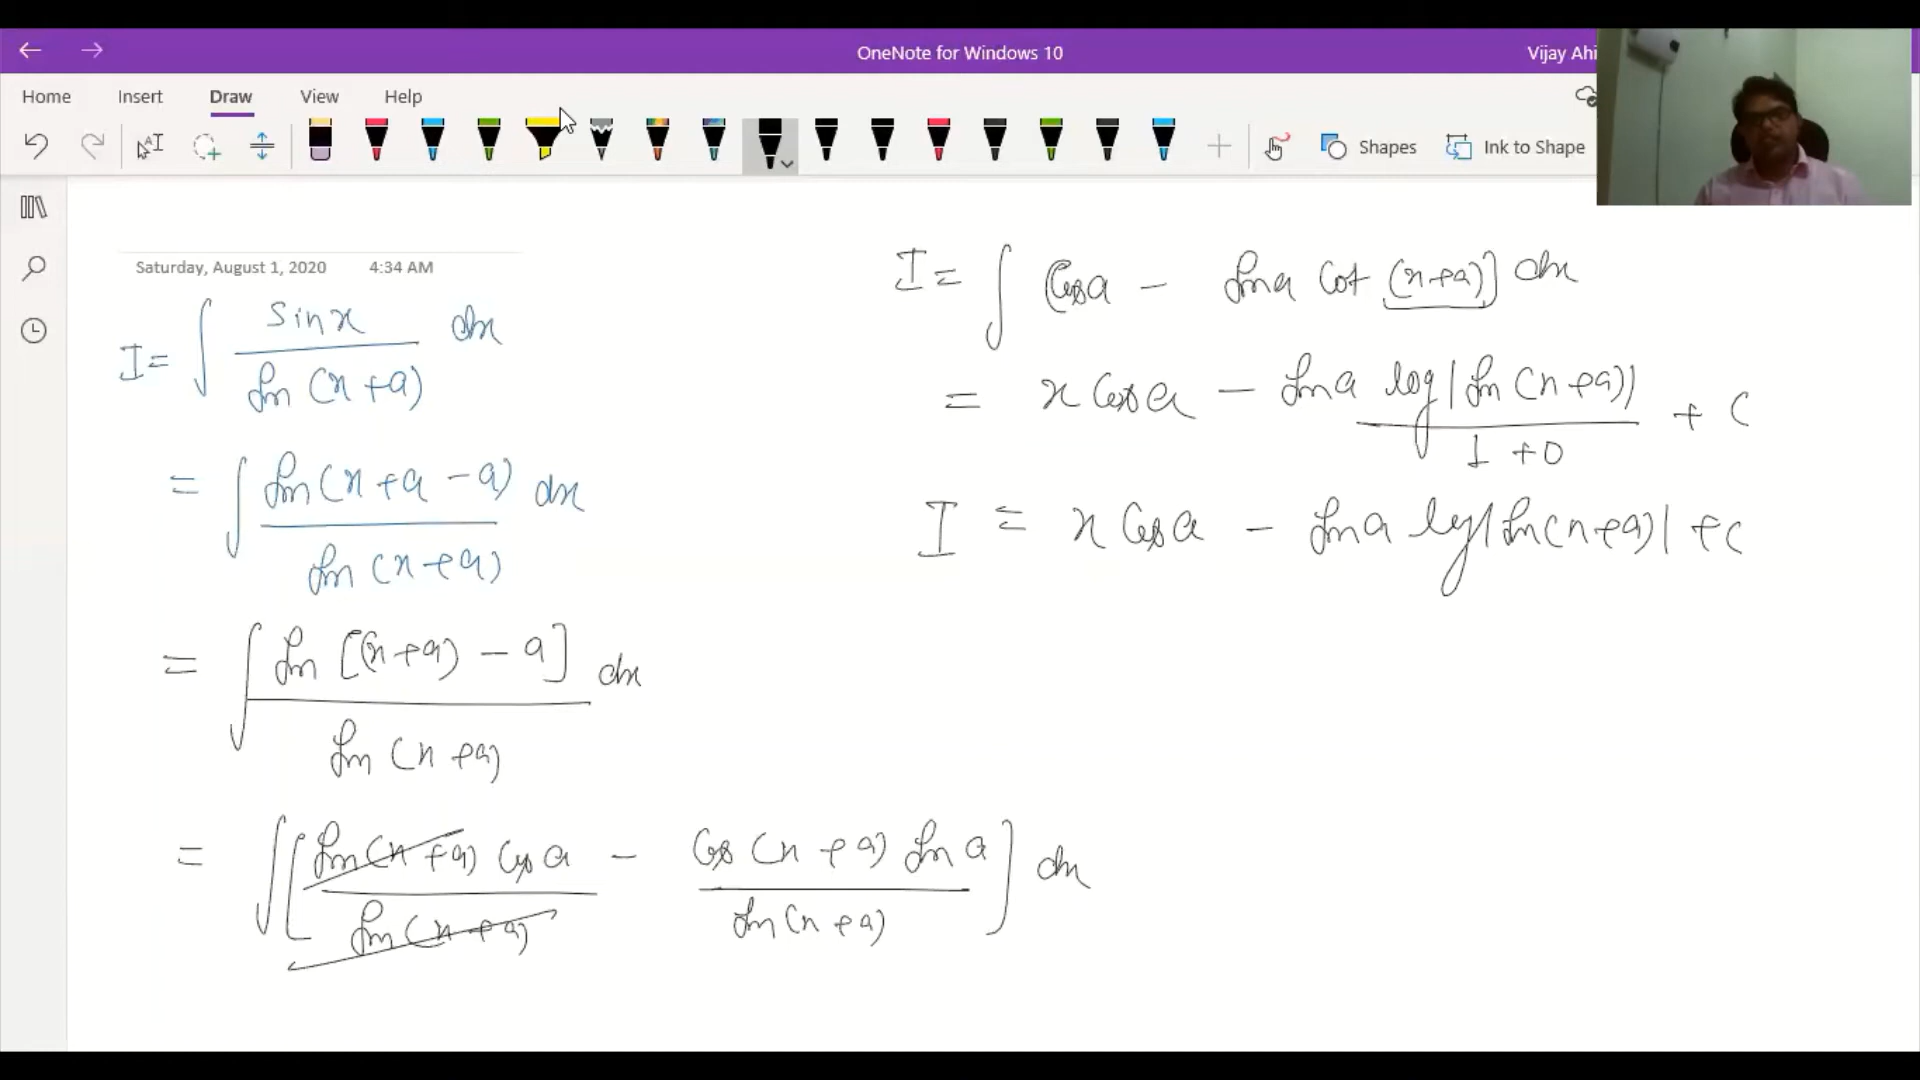 OneNote for Windows 10
Vijay Ahi
Home Insert Draw View Help
Shapes Ink to Shape
Saturday, August 1, 2020 4:34 AM
I = ∫ sin x / sin (x + a) dx
= ∫ sin (x + a - a) / sin (x + a) dx
= ∫ sin [(x + a) - a] / sin (x + a) dx
= ∫ [ sin (x + a) cos a / sin (x + a) - cos (x + a) sin a / sin (x + a) ] dx
I = ∫ [cos a - sin a cot (x + a)] dx
= x cos a - sin a log |sin (x + a)| / 1 + 0 + C
I = x cos a - sin a log |sin (x + a)| + C